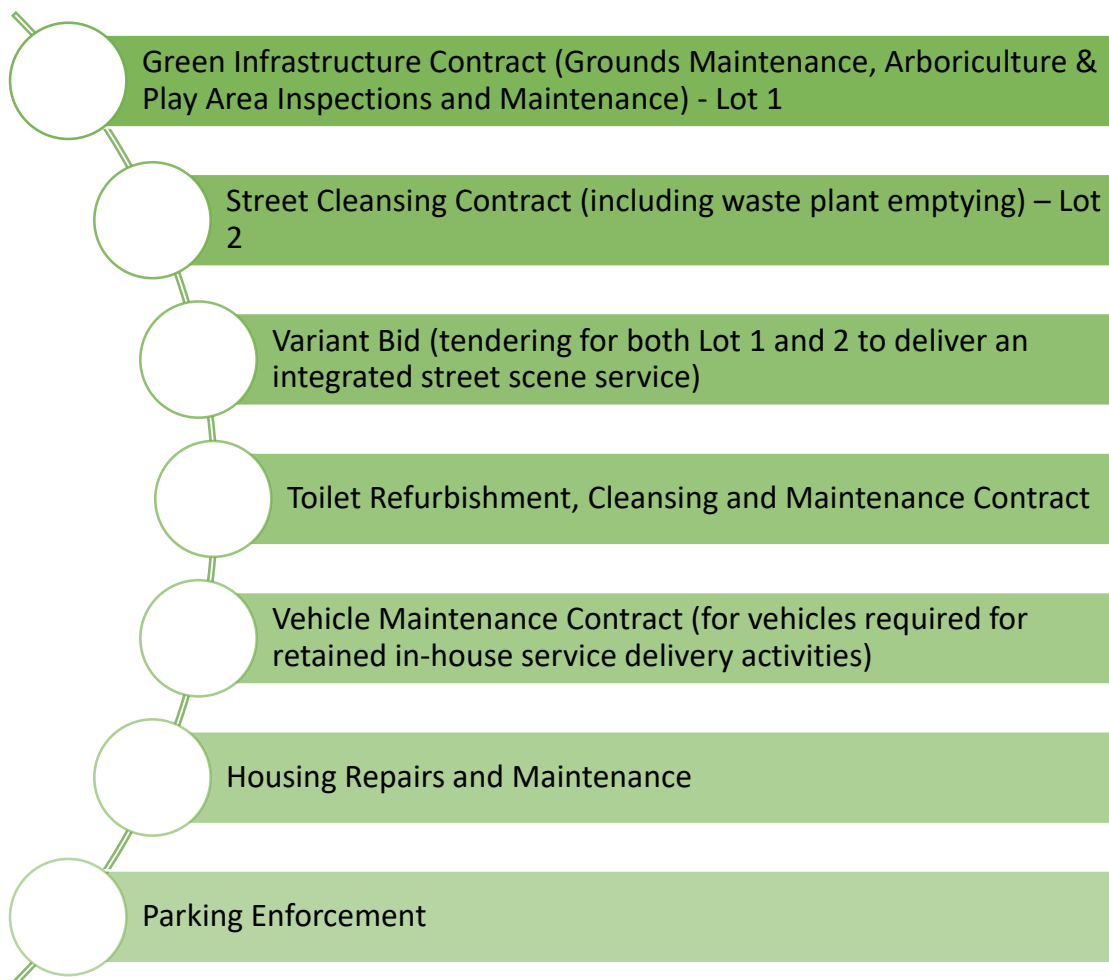 Green Infrastructure Contract (Grounds Maintenance, Arboriculture &
Play Area Inspections and Maintenance) - Lot 1
Street Cleansing Contract (including waste plant emptying) – Lot
2
Variant Bid (tendering for both Lot 1 and 2 to deliver an
integrated street scene service)
Toilet Refurbishment, Cleansing and Maintenance Contract
Vehicle Maintenance Contract (for vehicles required for
retained in-house service delivery activities)
Housing Repairs and Maintenance
Parking Enforcement